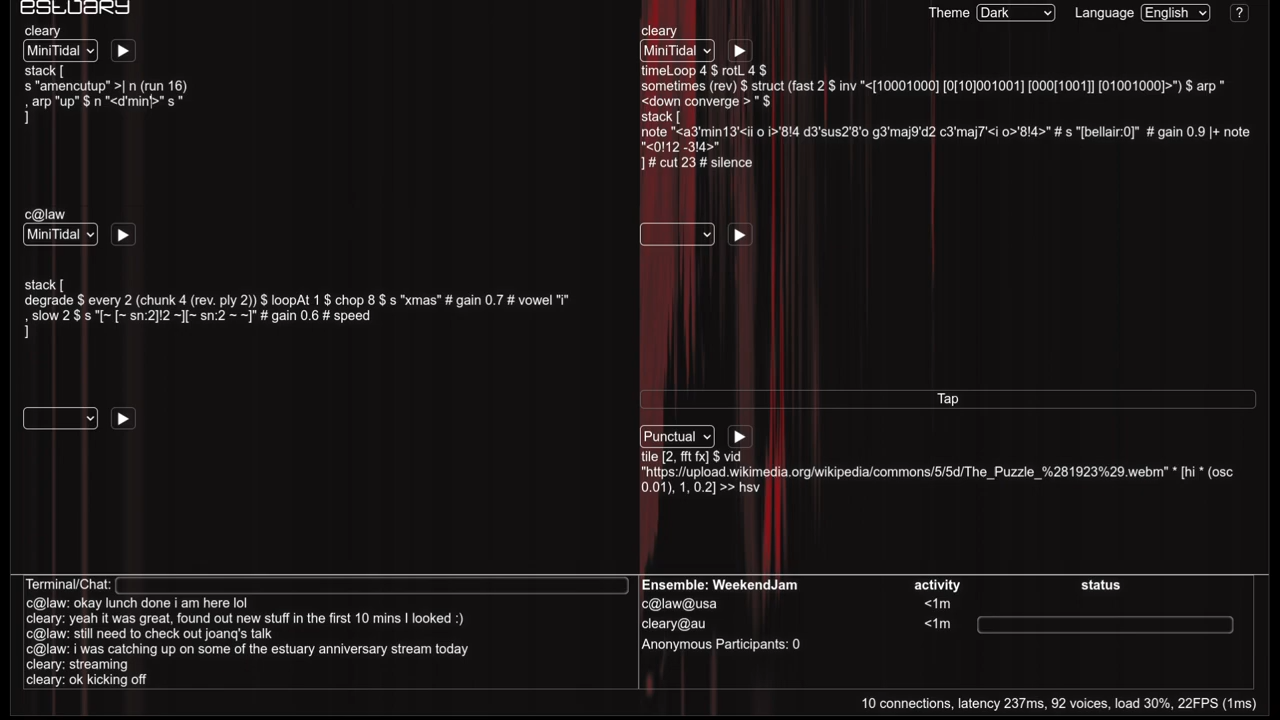 estuary
Theme Dark Language English ?
cleary
MiniTidal
stack [
s "amencutup" >| n (run 16)
, arp "up" $ n "<d'min!>" s "
]
c@law
MiniTidal
stack [
degrade $ every 2 (chunk 4 (rev. ply 2)) $ loopAt 1 $ chop 8 $ s "xmas" # gain 0.7 # vowel "i"
, slow 2 $ s "[~ [~ sn:2]!2 ~][~ sn:2 ~ ~]" # gain 0.6 # speed
]
cleary
MiniTidal
timeLoop 4 $ rotL 4 $
sometimes (rev) $ struct (fast 2 $ inv "<[10001000] [0[10]001001] [000[1001]] [01001000]>") $ arp "
<down converge > " $
stack [
note "<a3'min13'<ii o i>'8!4 d3'sus2'8'o g3'maj9'd2 c3'maj7'<i o>'8!4>" # s "[bellair:0]" # gain 0.9 |+ note
"<0!12 -3!4>"
] # cut 23 # silence
Tap
Punctual
tile [2, fft fx] $ vid
"https://upload.wikimedia.org/wikipedia/commons/5/5d/The_Puzzle_%281923%29.webm" * [hi * (osc
0.01), 1, 0.2] >> hsv
Terminal/Chat:
c@law: okay lunch done i am here lol
cleary: yeah it was great, found out new stuff in the first 10 mins I looked :)
c@law: still need to check out joanq's talk
c@law: i was catching up on some of the estuary anniversary stream today
cleary: streaming
cleary: ok kicking off
Ensemble: WeekendJam activity status
c@law@usa <1m
cleary@au <1m
Anonymous Participants: 0
10 connections, latency 237ms, 92 voices, load 30%, 22FPS (1ms)